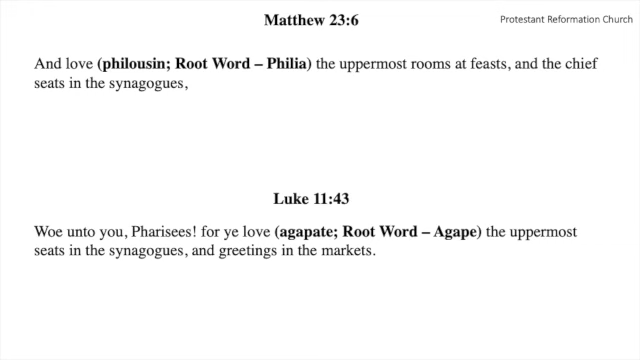 Matthew 23:6
Protestant Reformation Church
And love (philousin; Root Word – Philia) the uppermost rooms at feasts, and the chief
seats in the synagogues,
Luke 11:43
Woe unto you, Pharisees! for ye love (agapate; Root Word – Agape) the uppermost
seats in the synagogues, and greetings in the markets.